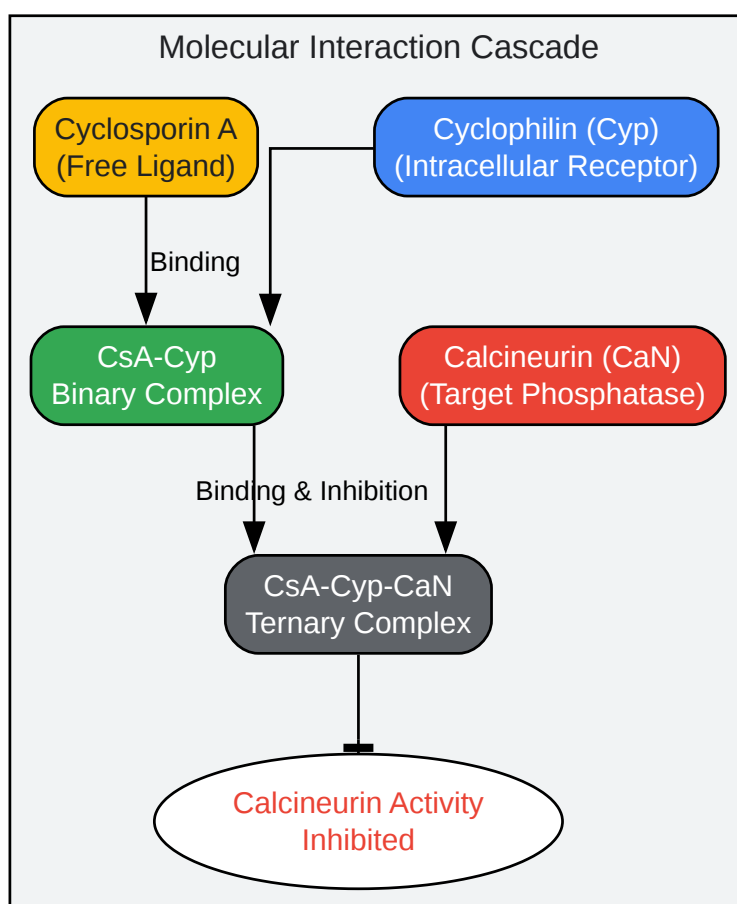 Molecular Interaction Cascade
Cyclosporin A
(Free Ligand)
Cyclophilin (Cyp)
(Intracellular Receptor)
Binding
CsA-Cyp
Binary Complex
Calcineurin (CaN)
(Target Phosphatase)
Binding & Inhibition
CsA-Cyp-CaN
Ternary Complex
Calcineurin Activity
Inhibited